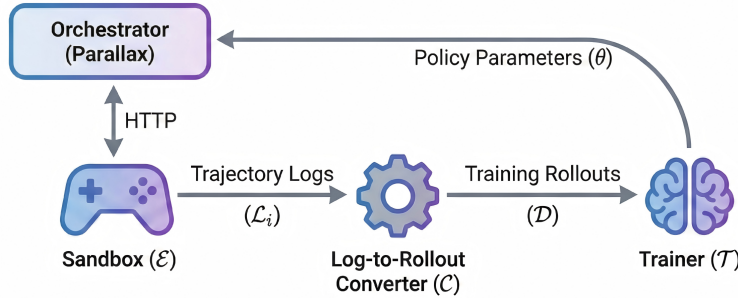 Orchestrator
(Parallax)
Policy Parameters (θ)
HTTP
Trajectory Logs
(ℒᵢ)
Training Rollouts
(𝒟)
Sandbox (ℰ)
Log-to-Rollout
Converter (𝒞)
Trainer (𝒯)